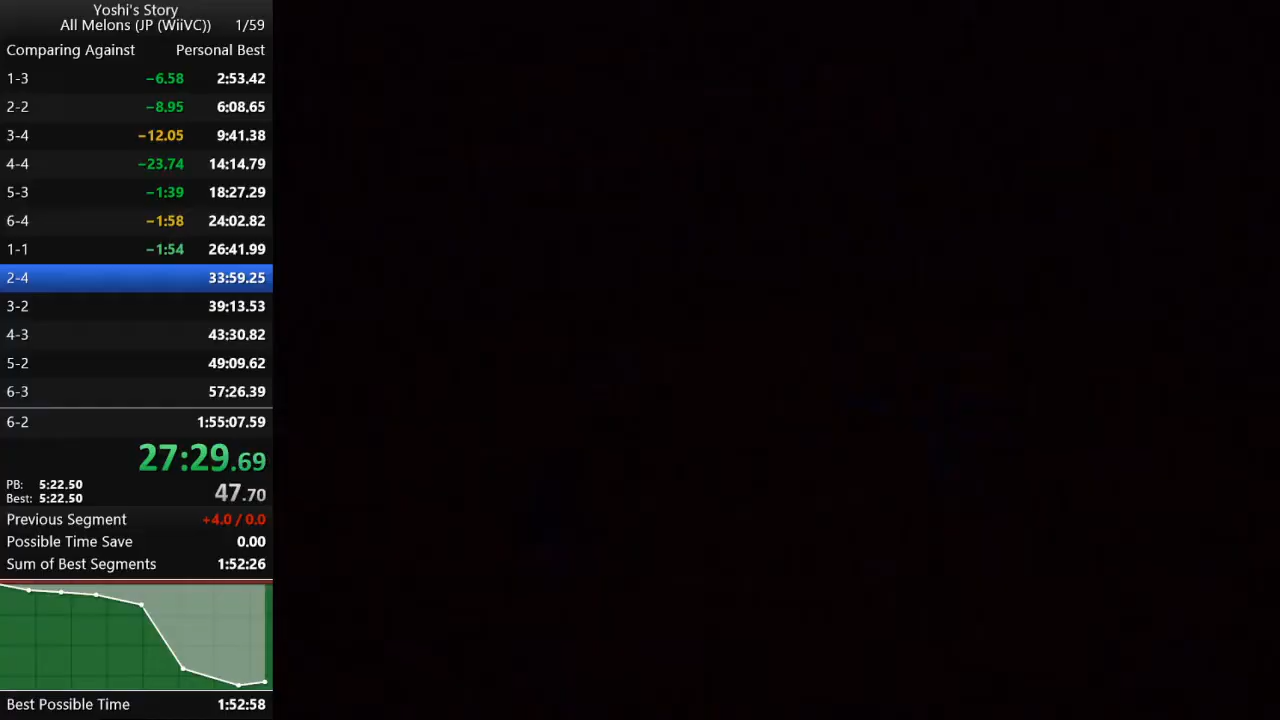 Yoshi's Story
All Melons (JP (WiiVC)) 1/59
Comparing Against Personal Best
1-3 −6.58 2:53.42
2-2 −8.95 6:08.65
3-4 −12.05 9:41.38
4-4 −23.74 14:14.79
5-3 −1:39 18:27.29
6-4 −1:58 24:02.82
1-1 −1:54 26:41.99
2-4 33:59.25
3-2 39:13.53
4-3 43:30.82
5-2 49:09.62
6-3 57:26.39
6-2 1:55:07.59
27:29.69
PB: 5:22.50
Best: 5:22.50
47.70
Previous Segment +4.0 / 0.0
Possible Time Save 0.00
Sum of Best Segments 1:52:26
Best Possible Time 1:52:58